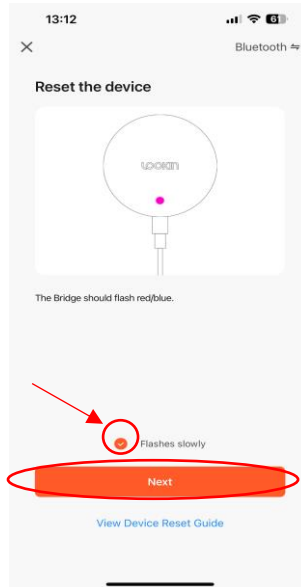 13:12
Bluetooth
Reset the device
LOOKIN
The Bridge should flash red/blue.
Flashes slowly
Next
View Device Reset Guide